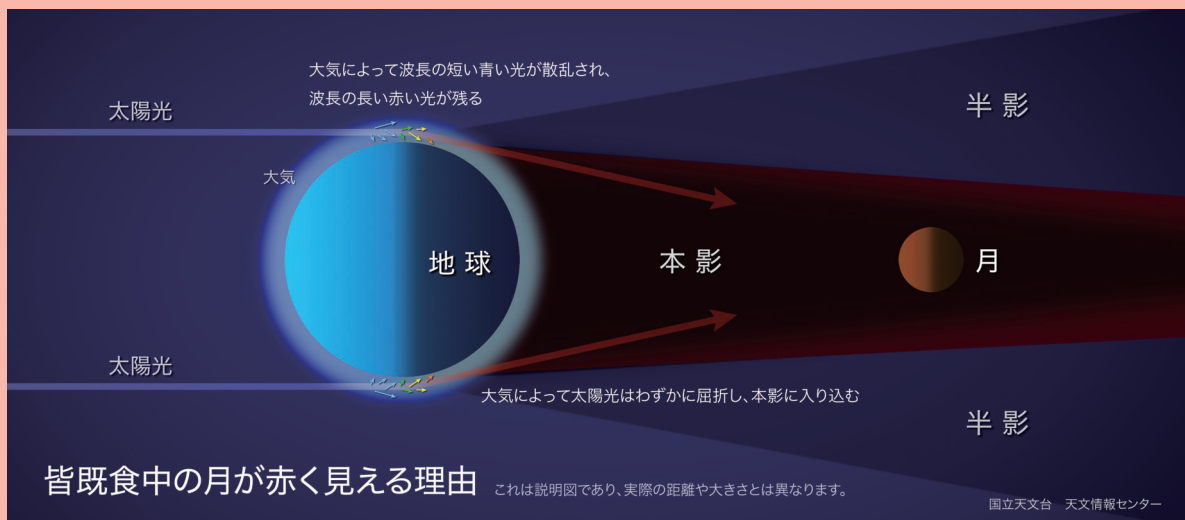 大気によって波長の短い青い光が散乱され、
波長の長い赤い光が残る
太陽光
半影
大気
地球
本影
月
太陽光
大気によって太陽光はわずかに屈折し、本影に入り込む
半影
皆既食中の月が赤く見える理由
これは説明図であり、実際の距離や大きさとは異なります。
国立天文台 天文情報センター